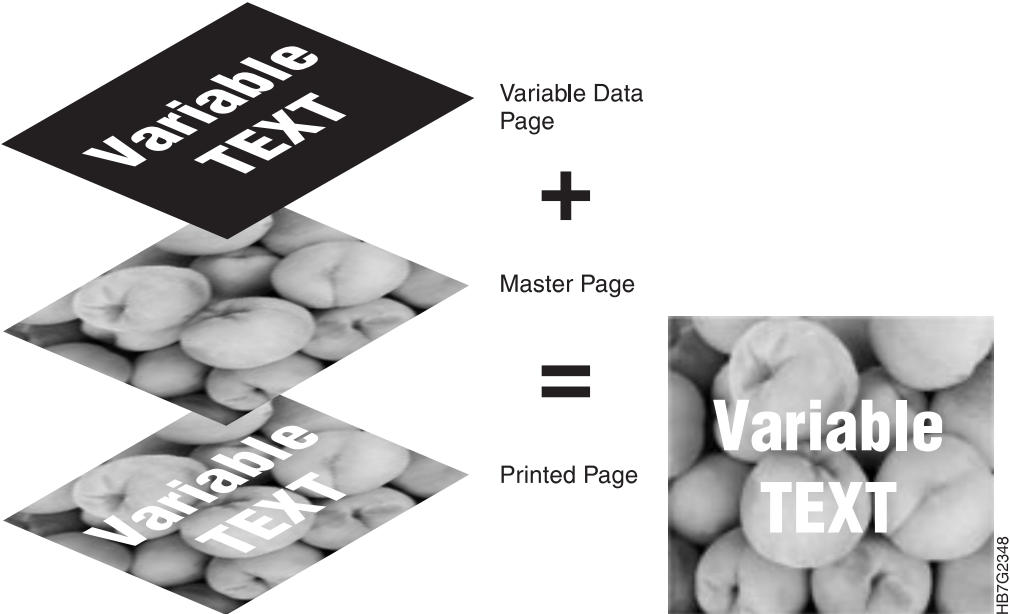 Variable
TEXT
Variable Data
Page
+
Master Page
=
Variable
TEXT
Printed Page
Variable
TEXT
HB7G2348